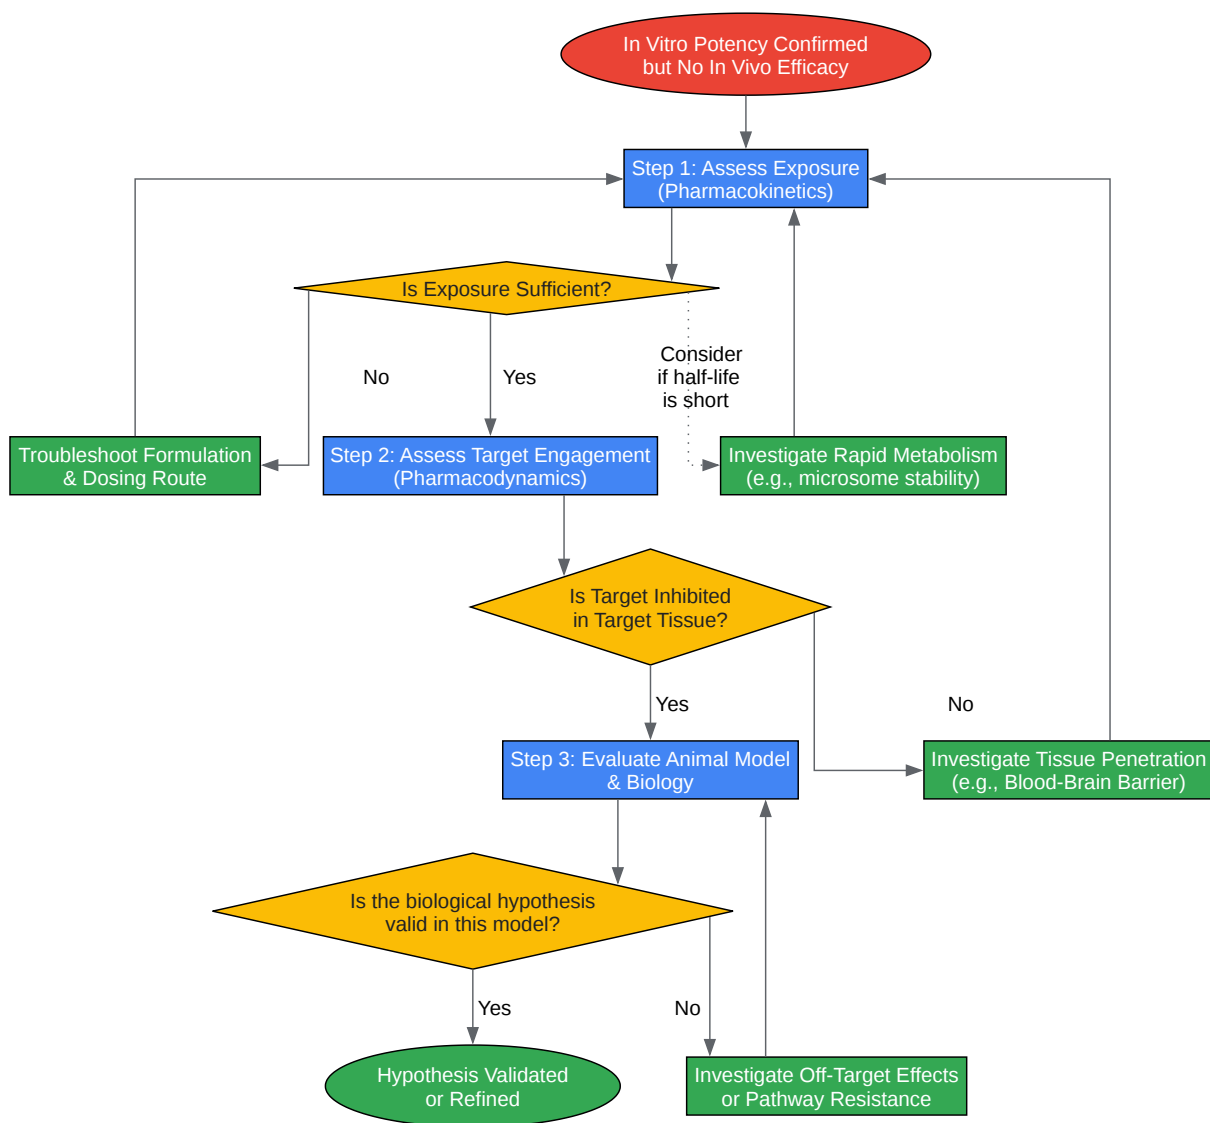 In Vitro Potency Confirmed
but No In Vivo Efficacy
Step 1: Assess Exposure
(Pharmacokinetics)
Is Exposure Sufficient?
No
Yes
Consider
if half-life
is short
Troubleshoot Formulation
& Dosing Route
Step 2: Assess Target Engagement
(Pharmacodynamics)
Investigate Rapid Metabolism
(e.g., microsome stability)
Is Target Inhibited
in Target Tissue?
Yes
No
Step 3: Evaluate Animal Model
& Biology
Investigate Tissue Penetration
(e.g., Blood-Brain Barrier)
Is the biological hypothesis
valid in this model?
Yes
No
Hypothesis Validated
or Refined
Investigate Off-Target Effects
or Pathway Resistance